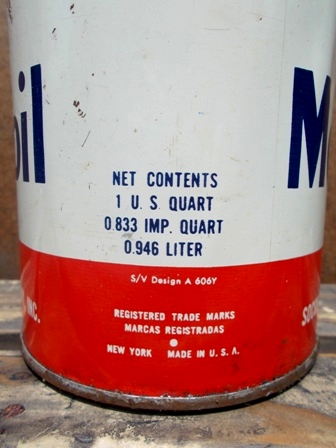 oil
M
NET CONTENTS
1 U. S. QUART
0.833 IMP. QUART
0.946 LITER
S/V Design A 606Y
INC.
REGISTERED TRADE MARKS
MARCAS REGISTRADAS
NEW YORK MADE IN U. S. A.